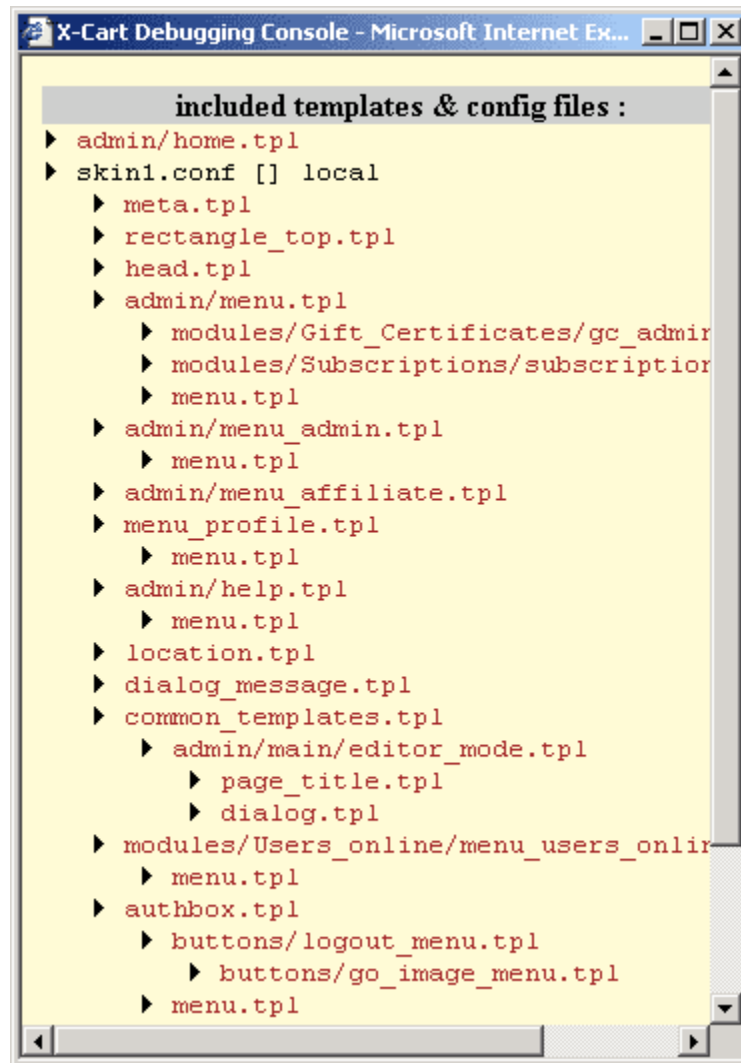 X-Cart Debugging Console - Microsoft Internet Ex...
included templates & config files :
admin/home.tpl
skin1.conf [] local
meta.tpl
rectangle_top.tpl
head.tpl
admin/menu.tpl
modules/Gift_Certificates/gc_admin
modules/Subscriptions/subscription
menu.tpl
admin/menu_admin.tpl
menu.tpl
admin/menu_affiliate.tpl
menu_profile.tpl
menu.tpl
admin/help.tpl
menu.tpl
location.tpl
dialog_message.tpl
common_templates.tpl
admin/main/editor_mode.tpl
page_title.tpl
dialog.tpl
modules/Users_online/menu_users_onlin
menu.tpl
authbox.tpl
buttons/logout_menu.tpl
buttons/go_image_menu.tpl
menu.tpl